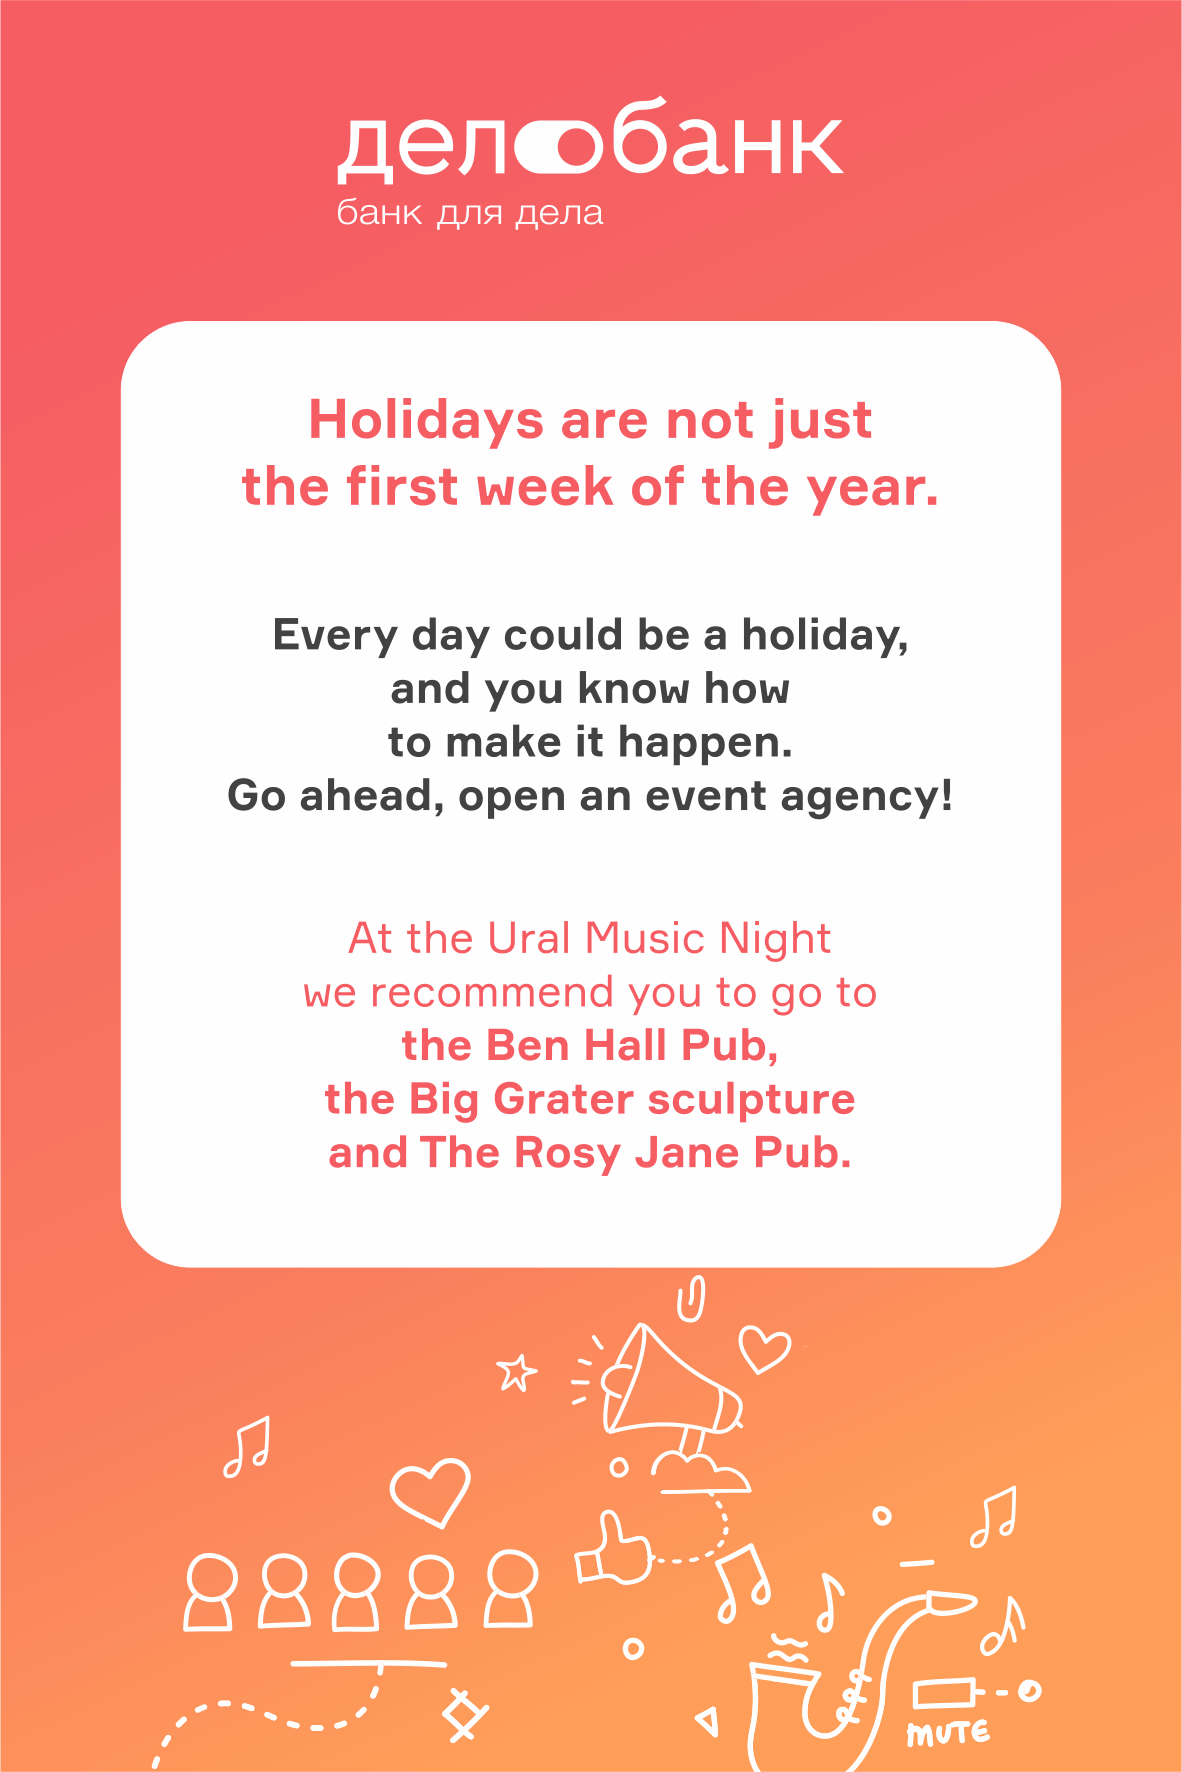 делобанк
банк для дела
Holidays are not just
the first week of the year.
Every day could be a holiday,
and you know how
to make it happen.
Go ahead, open an event agency!
At the Ural Music Night
we recommend you to go to
the Ben Hall Pub,
the Big Grater sculpture
and The Rosy Jane Pub.
MUTE